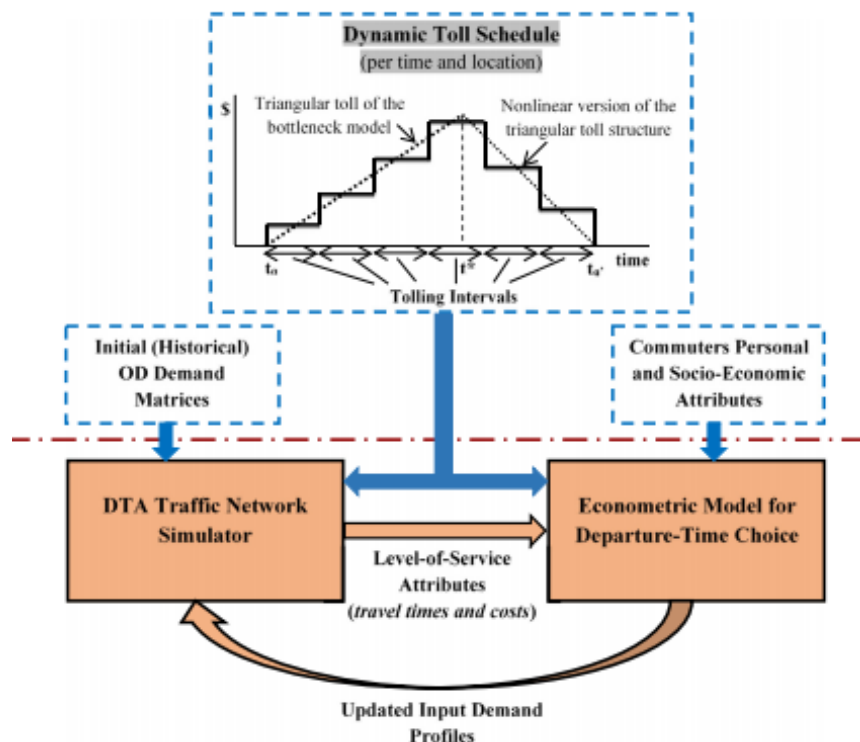 Dynamic Toll Schedule
(per time and location)
$
Triangular toll of the
bottleneck model
Nonlinear version of the
triangular toll structure
t₀
t*
t_q'
time
Tolling Intervals
Initial (Historical)
OD Demand
Matrices
Commuters Personal
and Socio-Economic
Attributes
DTA Traffic Network
Simulator
Econometric Model for
Departure-Time Choice
Level-of-Service
Attributes
(travel times and costs)
Updated Input Demand
Profiles